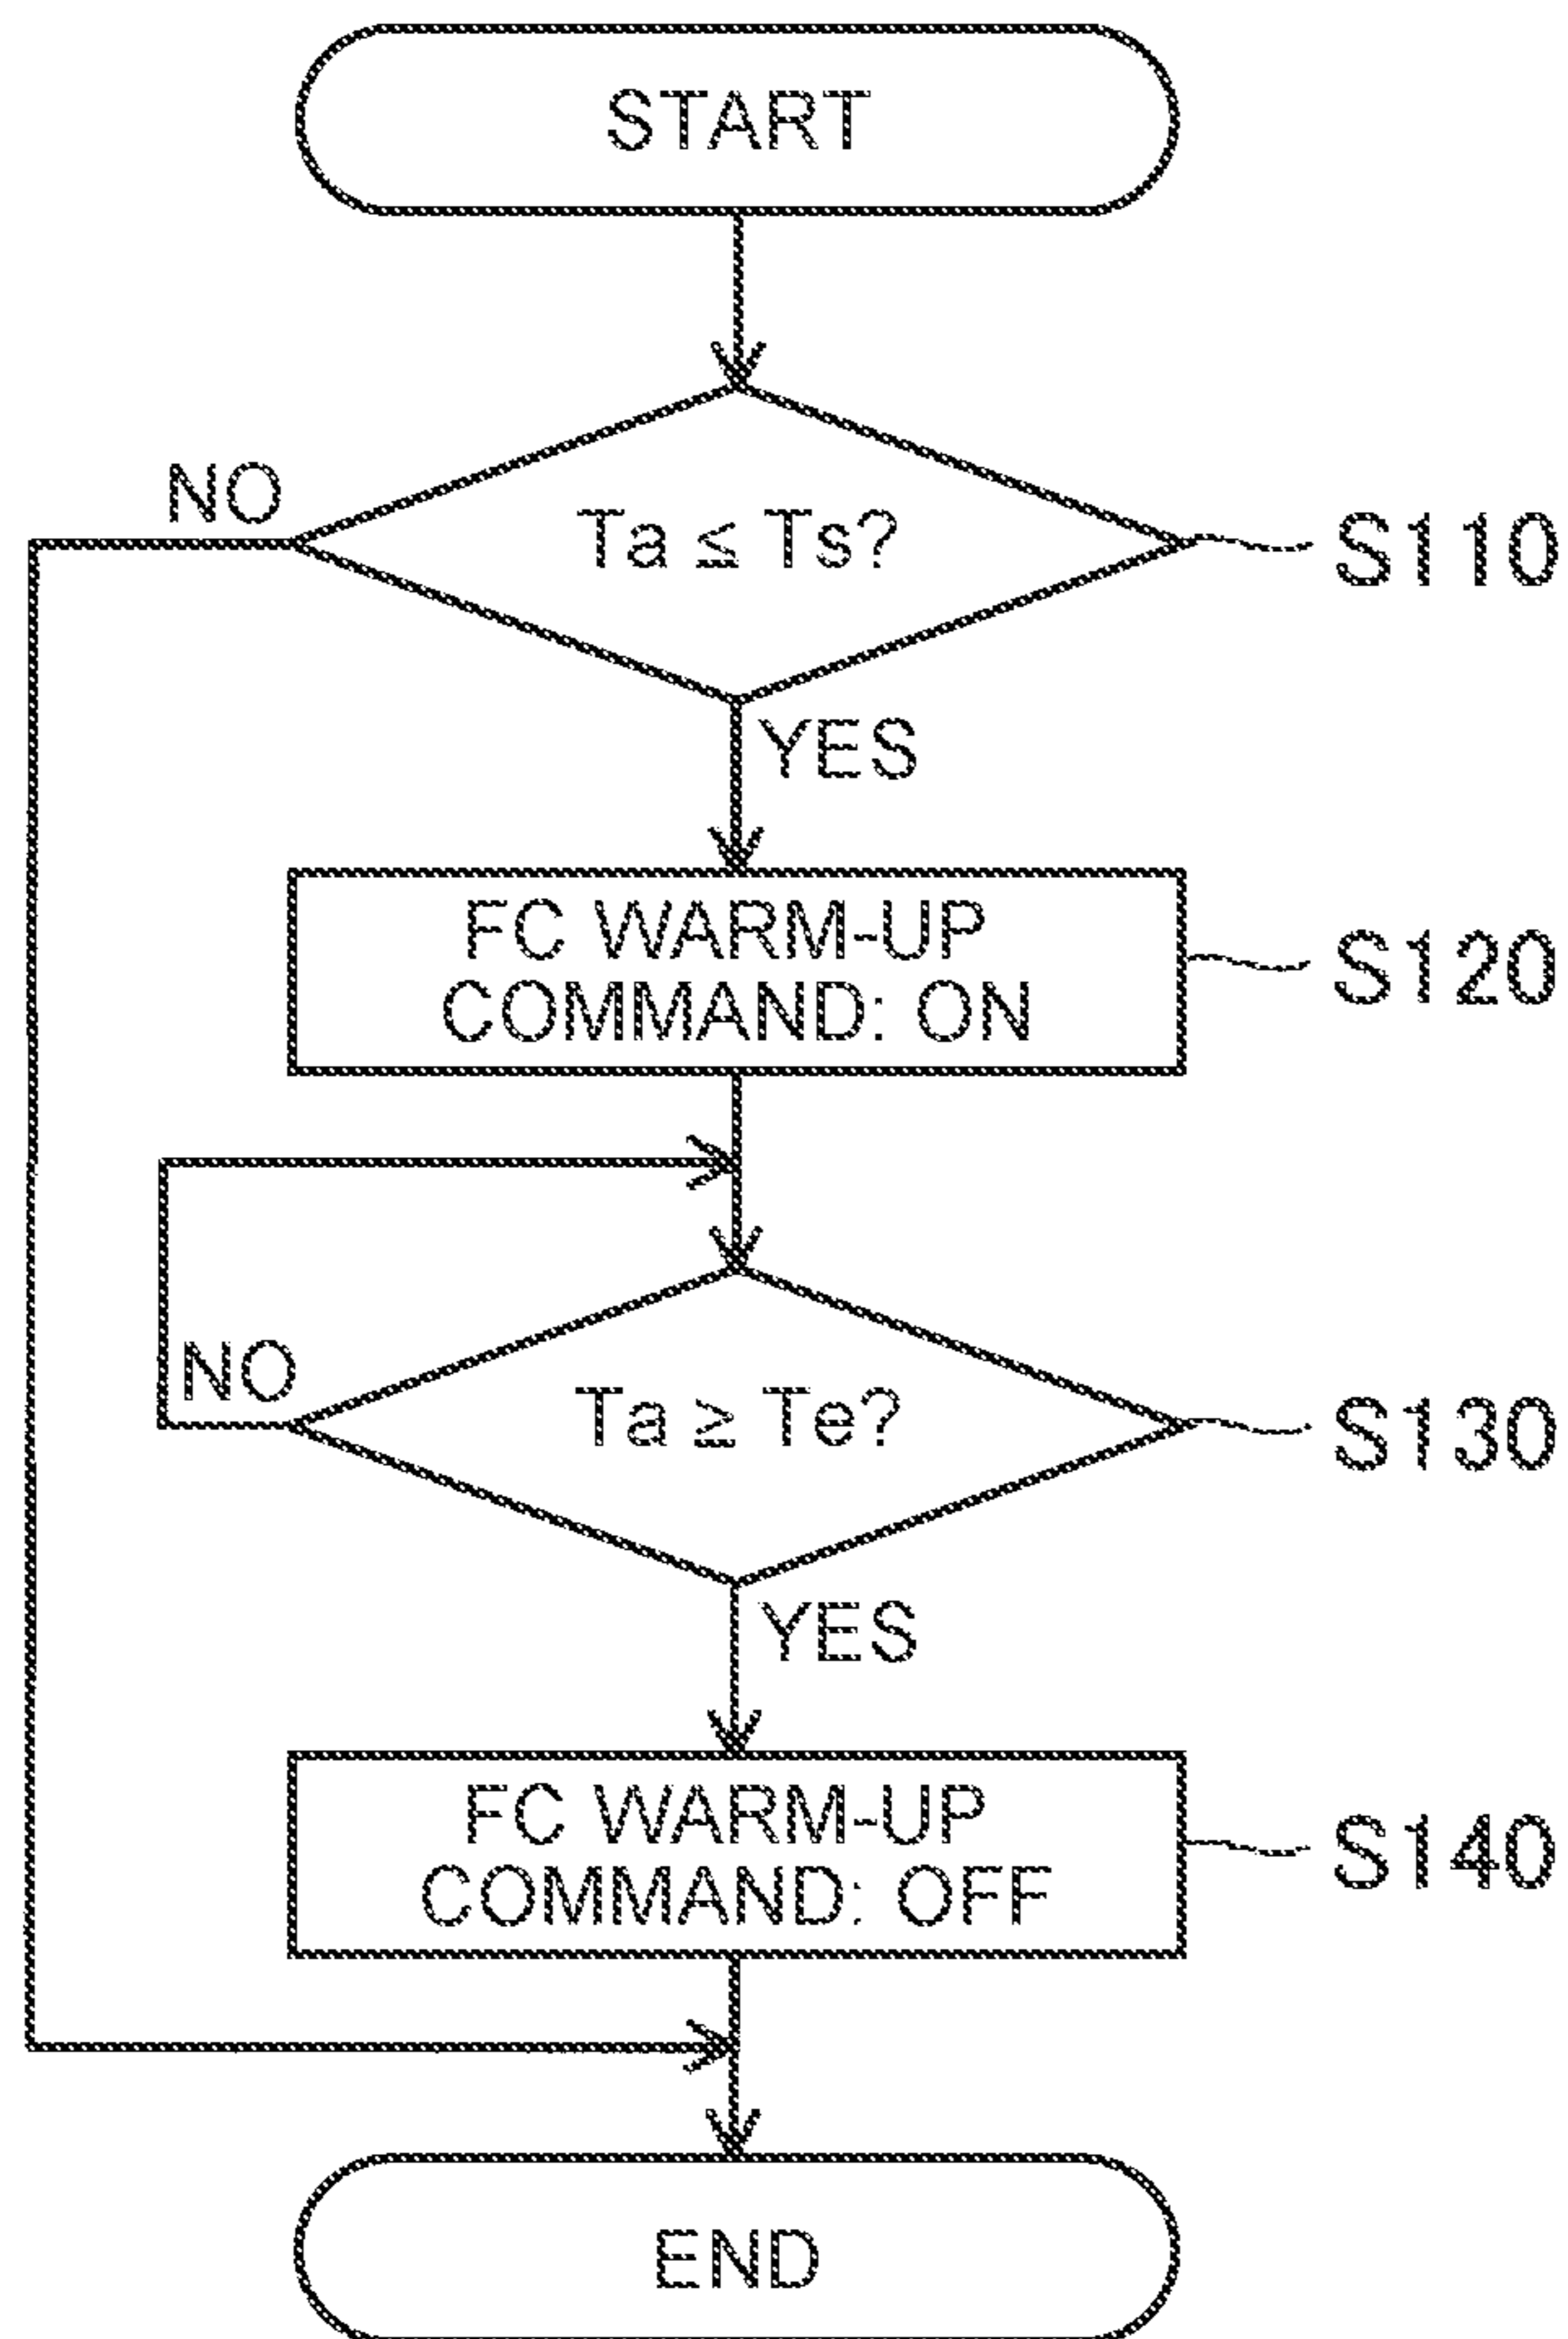 START
NO
Ta ≤ Ts?
S110
YES
FC WARM-UP
COMMAND: ON
S120
NO
Ta ≥ Te?
S130
YES
FC WARM-UP
COMMAND: OFF
S140
END